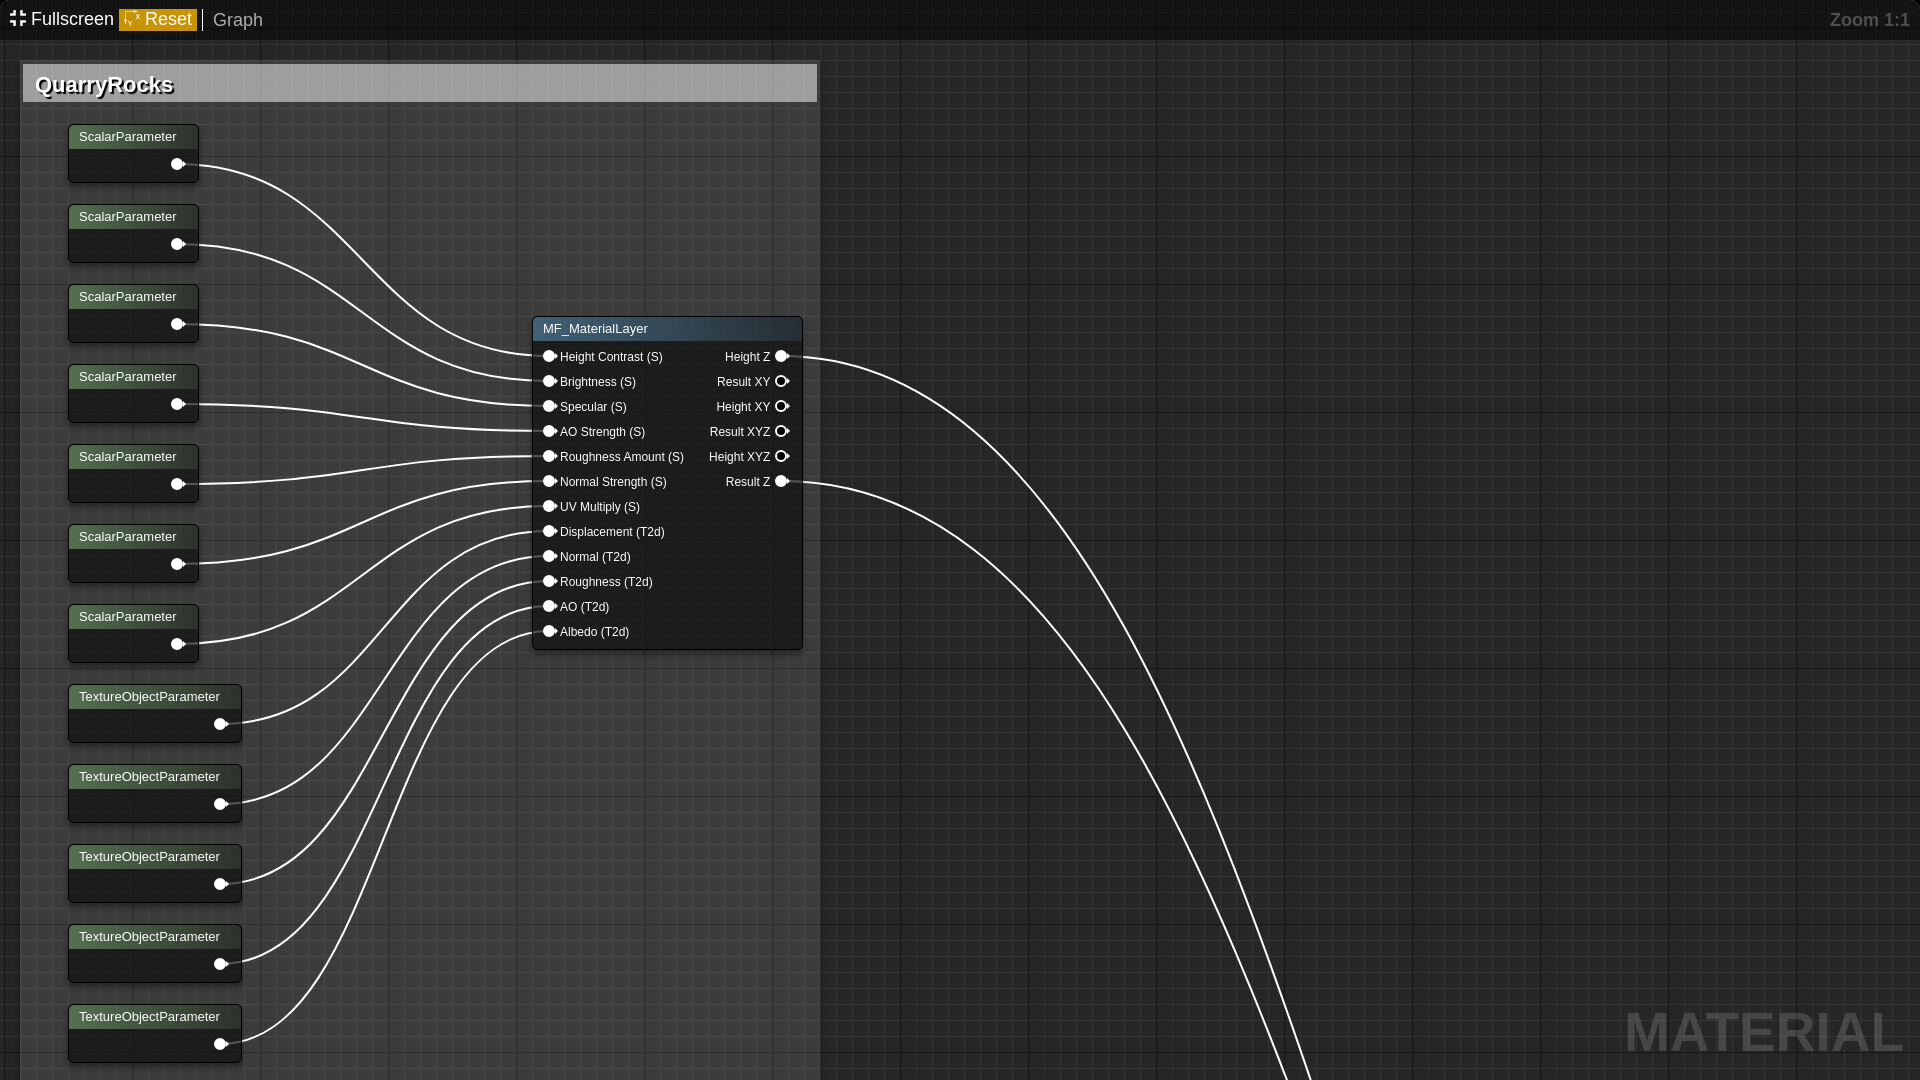 Fullscreen Reset Graph Zoom 1:1
QuarryRocks
ScalarParameter
ScalarParameter
ScalarParameter
ScalarParameter
ScalarParameter
ScalarParameter
ScalarParameter
TextureObjectParameter
TextureObjectParameter
TextureObjectParameter
TextureObjectParameter
TextureObjectParameter
MF_MaterialLayer
Height Contrast (S) Height Z
Brightness (S) Result XY
Specular (S) Height XY
AO Strength (S) Result XYZ
Roughness Amount (S) Height XYZ
Normal Strength (S) Result Z
UV Multiply (S)
Displacement (T2d)
Normal (T2d)
Roughness (T2d)
AO (T2d)
Albedo (T2d)
MATERIAL